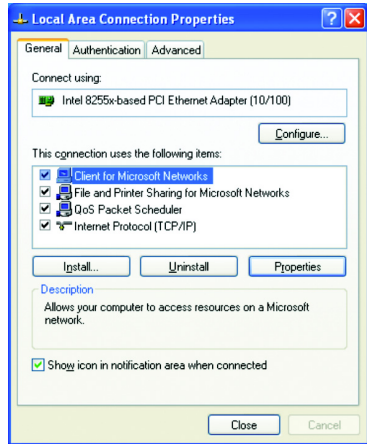 Local Area Connection Properties
General Authentication Advanced
Connect using:
Intel 8255x-based PCI Ethernet Adapter (10/100)
Configure...
This connection uses the following items:
Client for Microsoft Networks
File and Printer Sharing for Microsoft Networks
QoS Packet Scheduler
Internet Protocol (TCP/IP)
Install... Uninstall Properties
Description
Allows your computer to access resources on a Microsoft
network.
Show icon in notification area when connected
Close Cancel